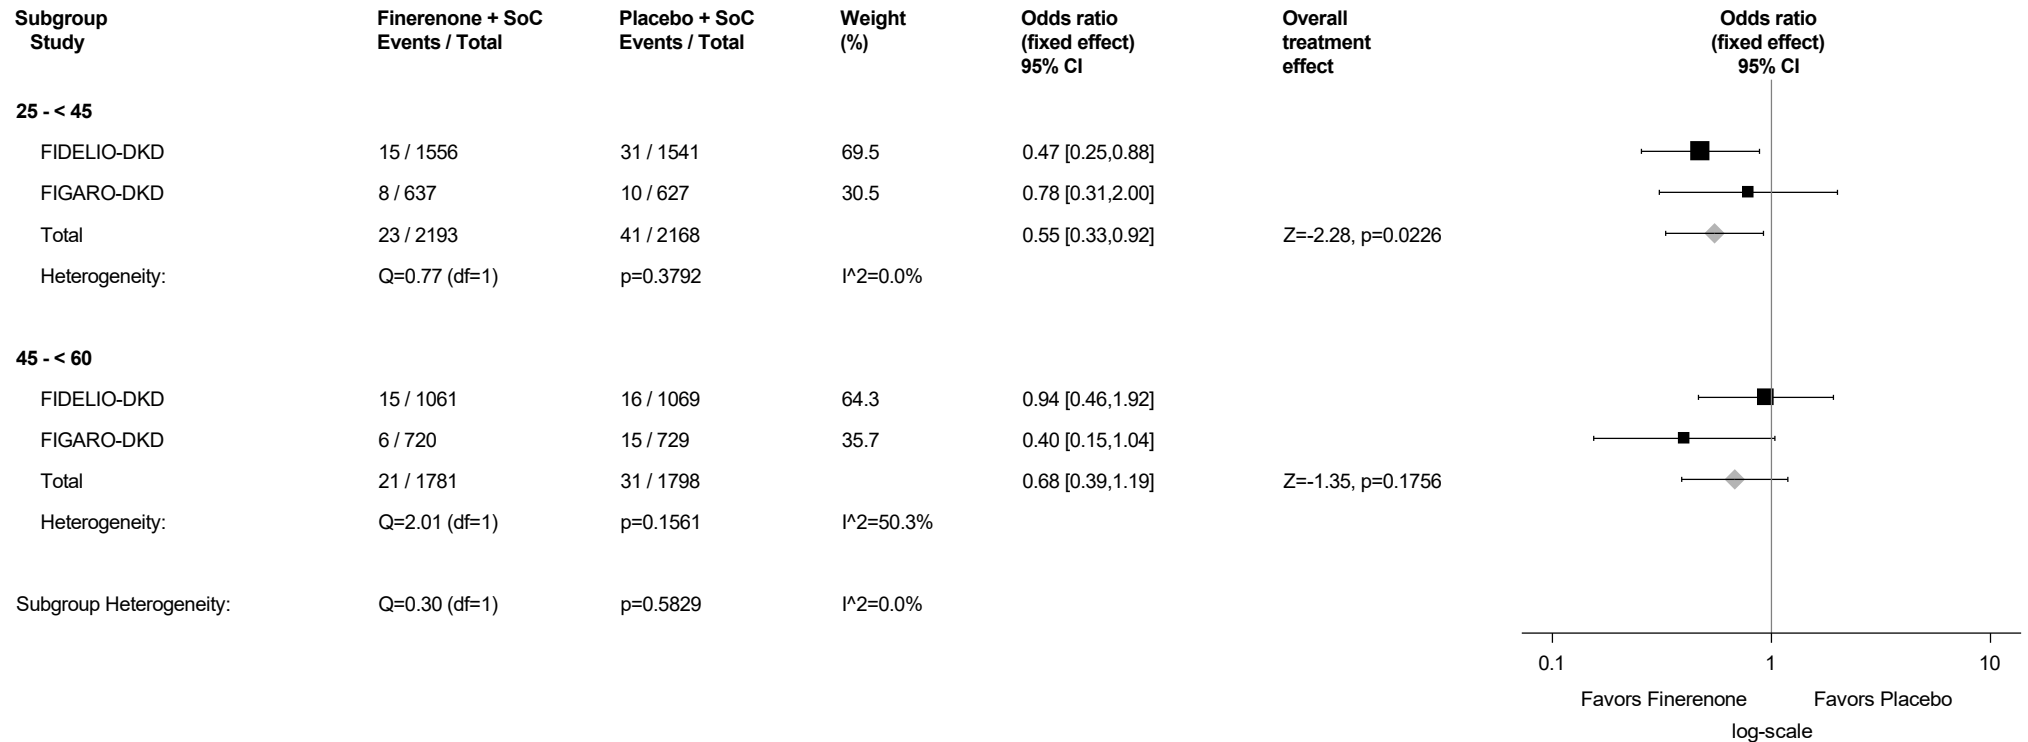 Subgroup Finerenone + SoC Placebo + SoC Weight Odds ratio Overall Odds ratio
Study Events / Total Events / Total (%) (fixed effect) treatment (fixed effect)
95% CI effect 95% CI
25 - < 45
FIDELIO-DKD 15 / 1556 31 / 1541 69.5 0.47 [0.25,0.88]
FIGARO-DKD 8 / 637 10 / 627 30.5 0.78 [0.31,2.00]
Total 23 / 2193 41 / 2168 0.55 [0.33,0.92] Z=-2.28, p=0.0226
Heterogeneity: Q=0.77 (df=1) p=0.3792 I^2=0.0%
45 - < 60
FIDELIO-DKD 15 / 1061 16 / 1069 64.3 0.94 [0.46,1.92]
FIGARO-DKD 6 / 720 15 / 729 35.7 0.40 [0.15,1.04]
Total 21 / 1781 31 / 1798 0.68 [0.39,1.19] Z=-1.35, p=0.1756
Heterogeneity: Q=2.01 (df=1) p=0.1561 I^2=50.3%
Subgroup Heterogeneity: Q=0.30 (df=1) p=0.5829 I^2=0.0%
0.1 1 10
Favors Finerenone Favors Placebo
log-scale